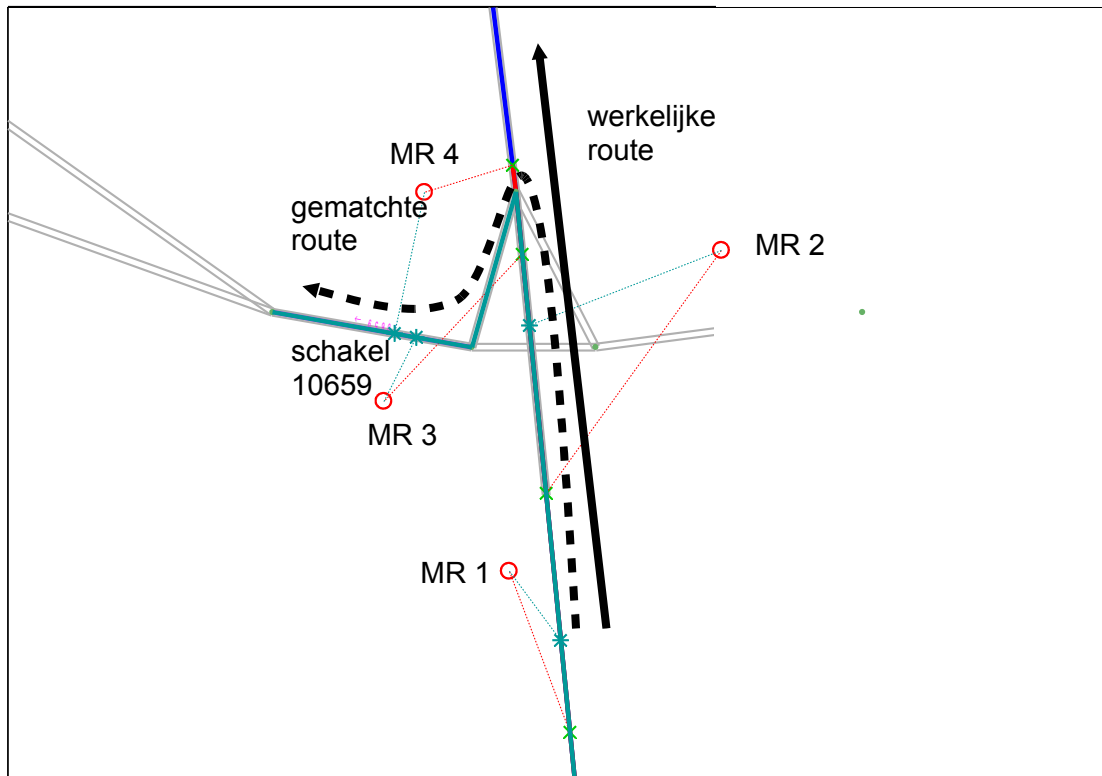 werkelijke
route
MR 4
gematchte
route
MR 2
schakel
10659
MR 3
MR 1